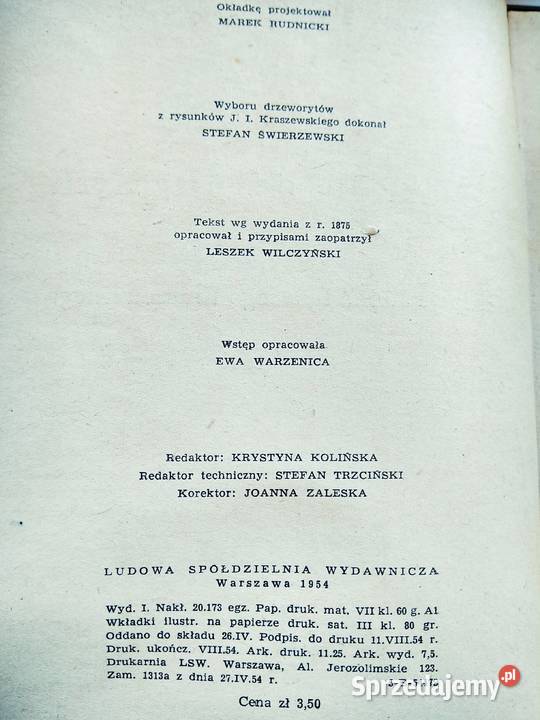 Okładkę projektował
MAREK RUDNICKI
Wyboru drzeworytów
z rysunków J. I. Kraszewskiego dokonał
STEFAN ŚWIERZEWSKI
Tekst wg wydania z r. 1875
opracował i przypisami zaopatrzył
LESZEK WILCZYŃSKI
Wstęp opracowała
EWA WARZENICA
Redaktor: KRYSTYNA KOLIŃSKA
Redaktor techniczny: STEFAN TRZCIŃSKI
Korektor: JOANNA ZALESKA
LUDOWA SPÓŁDZIELNIA WYDAWNICZA
Warszawa 1954
Wyd. I. Nakł. 20.173 egz. Pap. druk. mat. VII kl. 60 g. A1
Wkładki ilustr. na papierze druk. sat. III kl. 80 gr.
Oddano do składu 26.IV. Podpis. do druku 11.VIII.54 r.
Druk. ukończ. VIII.54. Ark. druk. 11.25. Ark. wyd. 7,5.
Drukarnia LSW. Warszawa, Al. Jerozolimskie 123.
Zam. 1313a z dnia 27.IV.54 r.
Cena zł 3,50
Sprzedajemy.pl